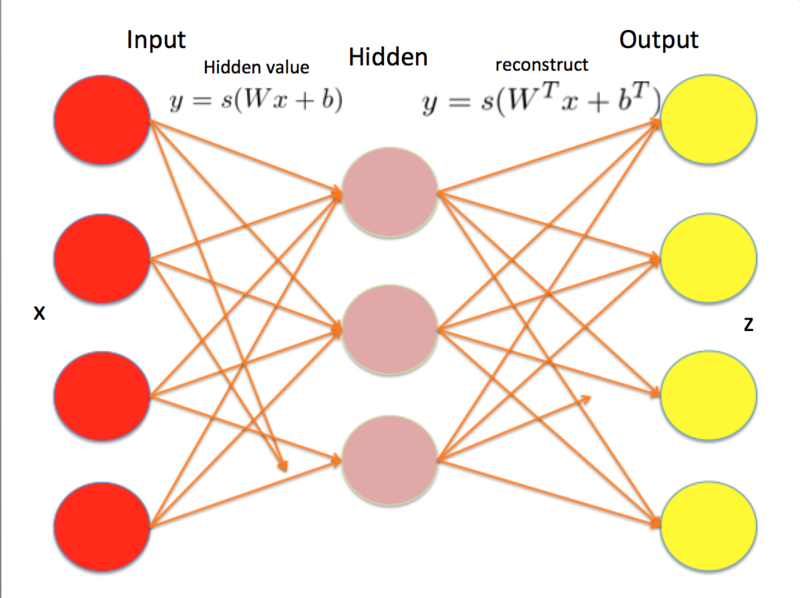 Input
Hidden
Output
Hidden value
reconstruct
y = s(Wx + b)
y = s(W^T x + b^T)
x
z